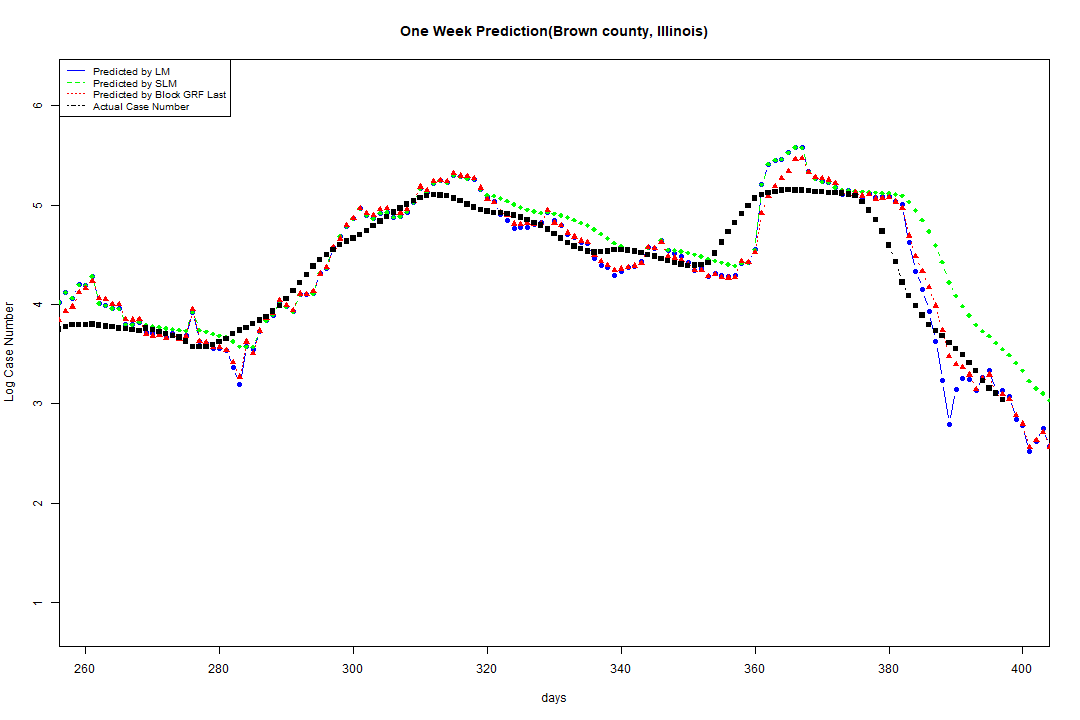 One Week Prediction(Brown county, Illinois)
Predicted by LM
Predicted by SLM
Predicted by Block GRF Last
Actual Case Number
6
5
4
3
2
1
Log Case Number
260 280 300 320 340 360 380 400
days